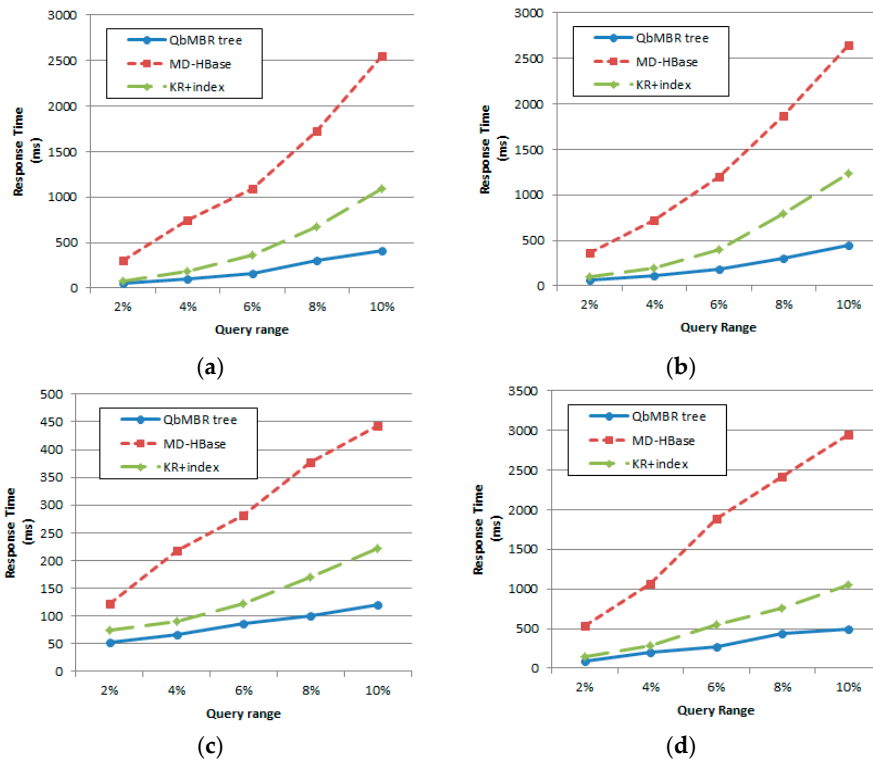 3000
2500
2000
1500
1000
500
0
Response Time
(ms)
QbMBR tree
MD-HBase
KR+index
2% 4% 6% 8% 10%
Query range
(a)
3000
2500
2000
1500
1000
500
0
Response Time
(ms)
QbMBR tree
MD-HBase
KR+index
2% 4% 6% 8% 10%
Query Range
(b)
500
450
400
350
300
250
200
150
100
50
0
Response Time
(ms)
QbMBR tree
MD-HBase
KR+index
2% 4% 6% 8% 10%
Query range
(c)
3500
3000
2500
2000
1500
1000
500
0
Response Time
(ms)
QbMBR tree
MD-HBase
KR+index
2% 4% 6% 8% 10%
Query Range
(d)